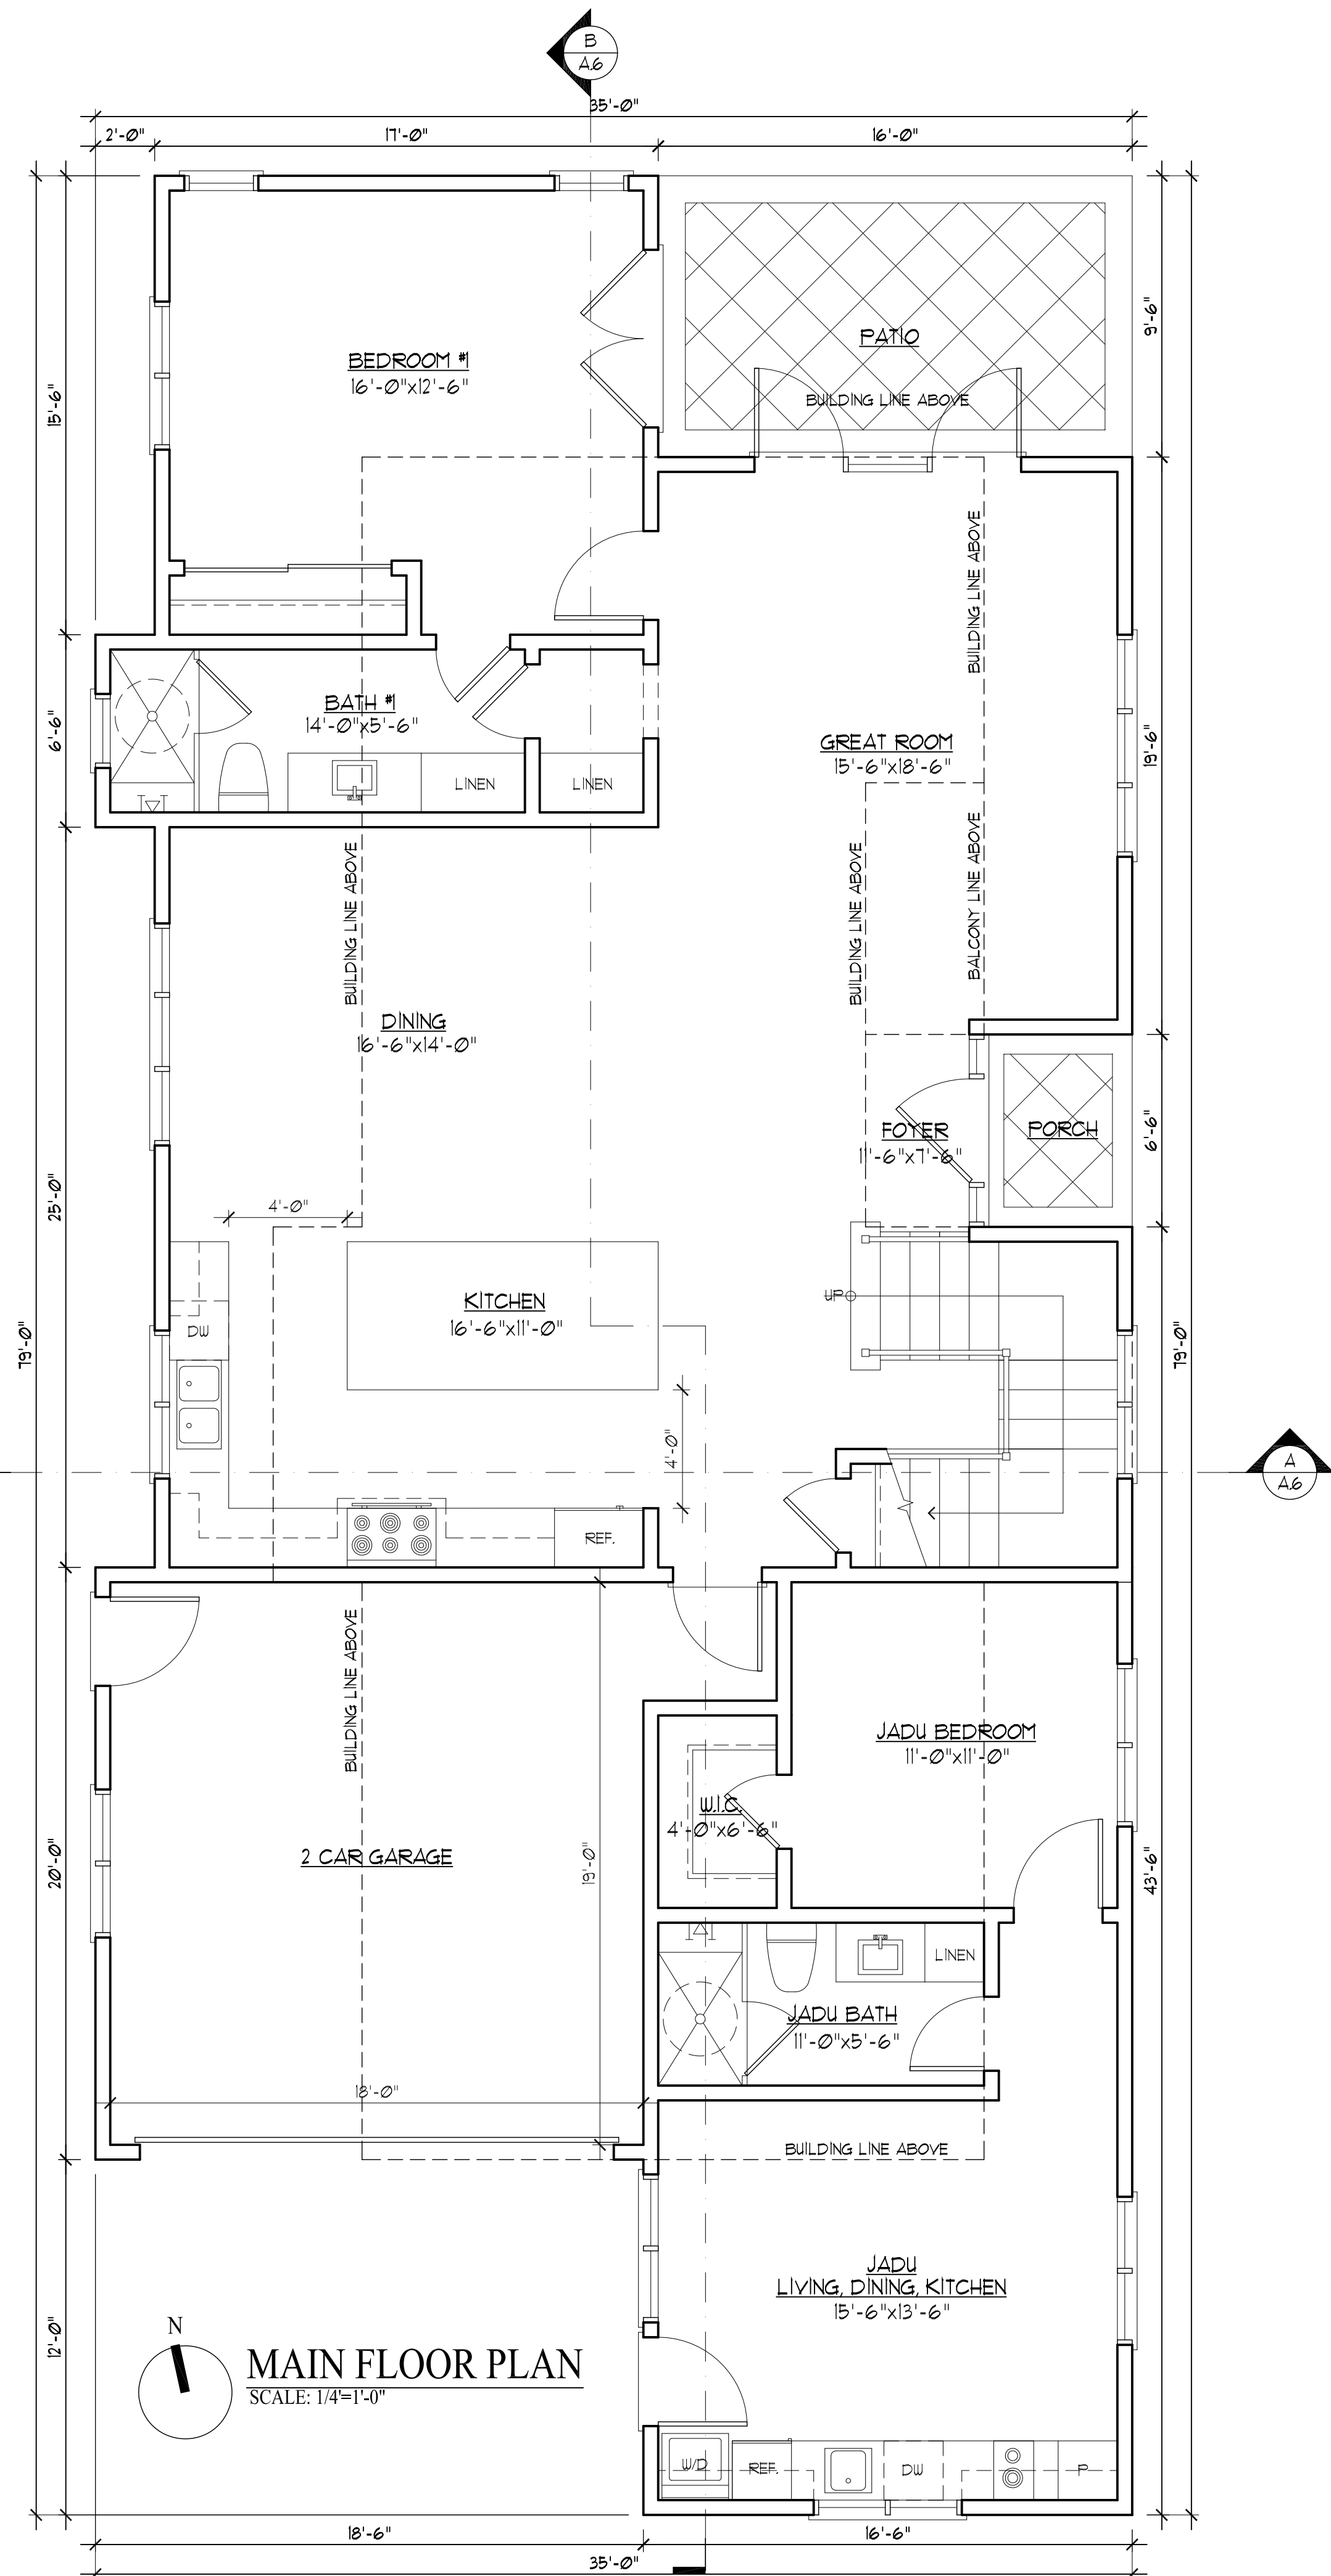 B
A.6
35'-0"
2'-0"
17'-0"
16'-0"
PATIO
BUILDING LINE ABOVE
9'-6"
BEDROOM #1
16'-0"x12'-6"
15'-6"
BUILDING LINE ABOVE
BATH #1
14'-0"x5'-6"
LINEN
LINEN
6'-6"
GREAT ROOM
15'-6"x18'-6"
19'-6"
BUILDING LINE ABOVE
BUILDING LINE ABOVE
BALCONY LINE ABOVE
DINING
16'-6"x14'-0"
FOYER
11'-6"x7'-6"
PORCH
6'-6"
25'-0"
4'-0"
KITCHEN
16'-6"x11'-0"
DW
UP
79'-0"
79'-0"
4'-0"
REF.
A
A.6
BUILDING LINE ABOVE
JADU BEDROOM
11'-0"x11'-0"
W.I.C.
4'-0"x6'-6"
2 CAR GARAGE
19'-0"
20'-0"
43'-6"
LINEN
JADU BATH
11'-0"x5'-6"
18'-0"
BUILDING LINE ABOVE
JADU
LIVING, DINING, KITCHEN
15'-6"x13'-6"
12'-0"
N
MAIN FLOOR PLAN
SCALE: 1/4'=1'-0"
W/D
REF.
DW
P
18'-6"
16'-6"
35'-0"